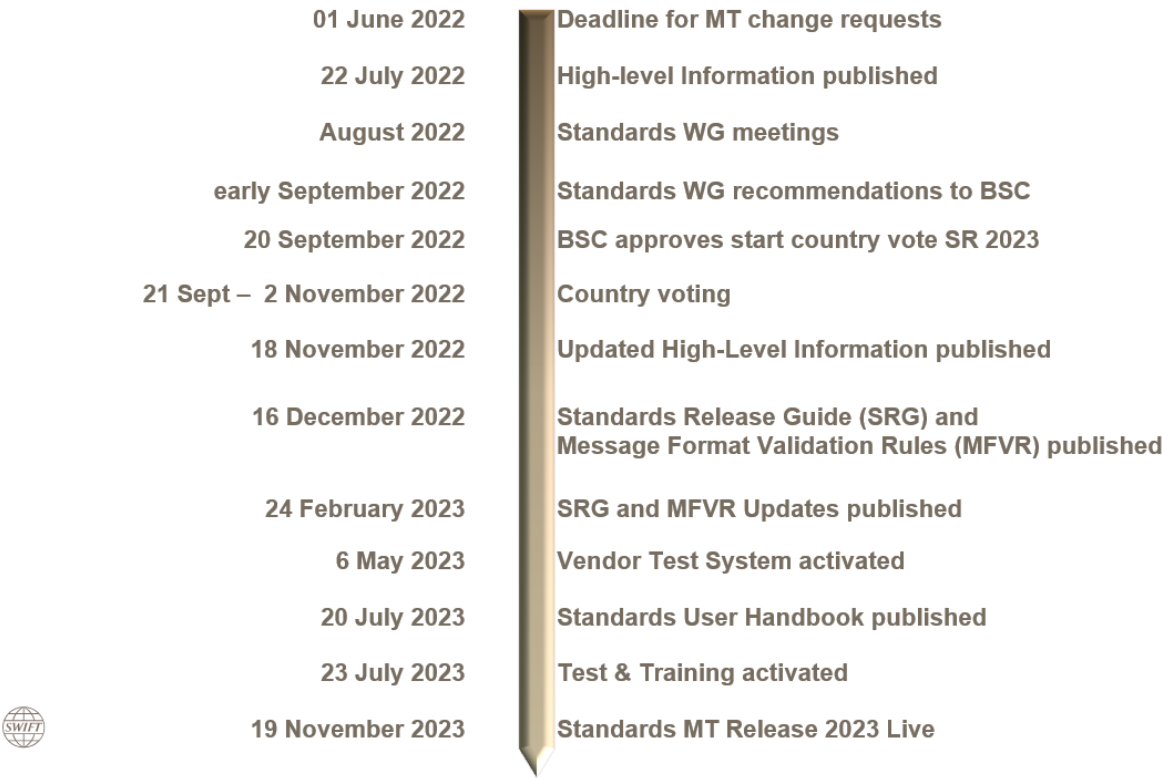 01 June 2022 Deadline for MT change requests
22 July 2022 High-level Information published
August 2022 Standards WG meetings
early September 2022 Standards WG recommendations to BSC
20 September 2022 BSC approves start country vote SR 2023
21 Sept – 2 November 2022 Country voting
18 November 2022 Updated High-Level Information published
16 December 2022 Standards Release Guide (SRG) and
Message Format Validation Rules (MFVR) published
24 February 2023 SRG and MFVR Updates published
6 May 2023 Vendor Test System activated
20 July 2023 Standards User Handbook published
23 July 2023 Test & Training activated
19 November 2023 Standards MT Release 2023 Live
SWIFT